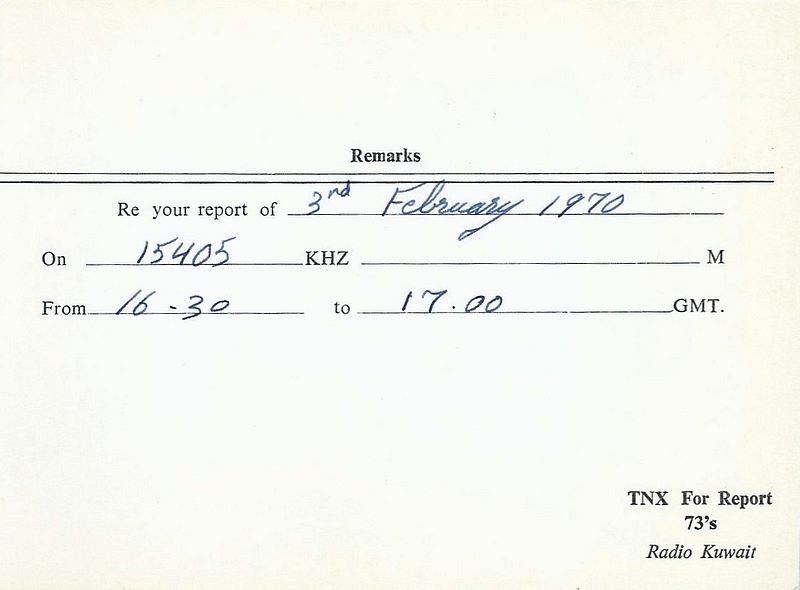 Remarks
Re your report of 3rd February 1970
On 15405 KHZ M
From 16-30 to 17.00 GMT.
TNX For Report
73's
Radio Kuwait